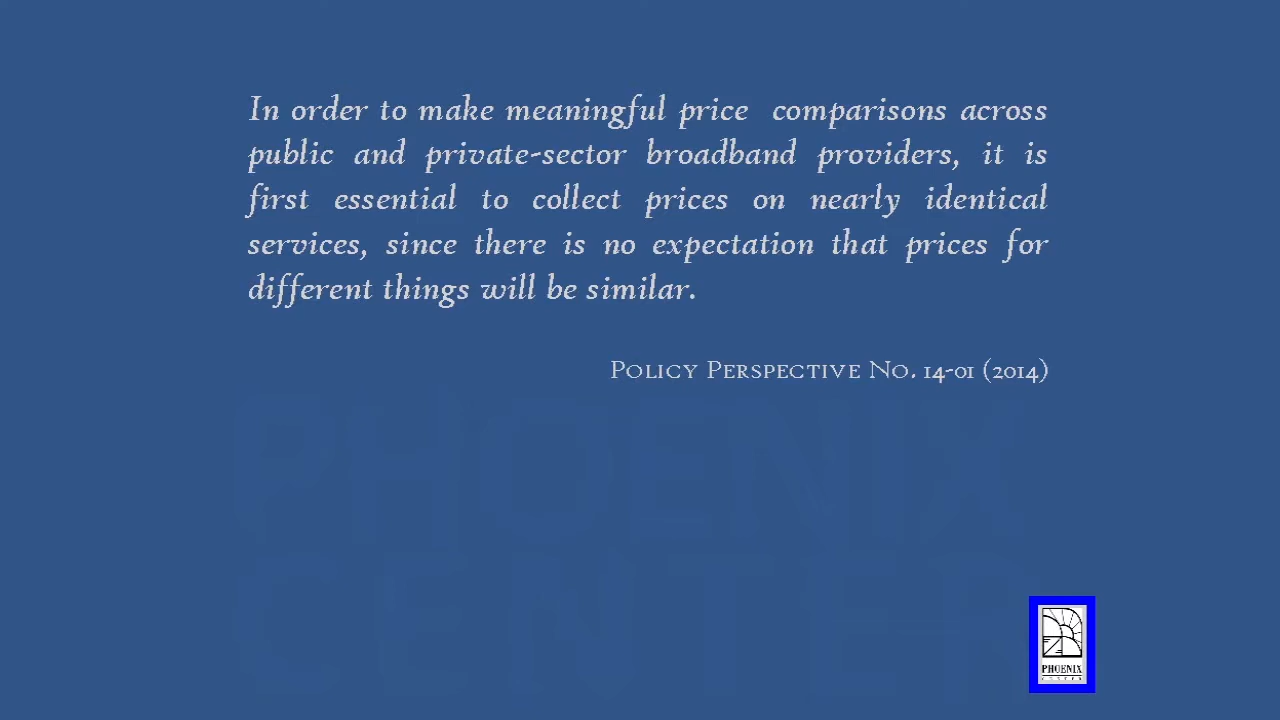 In order to make meaningful price comparisons across
public and private-sector broadband providers, it is
first essential to collect prices on nearly identical
services, since there is no expectation that prices for
different things will be similar.
Policy Perspective No. 14-01 (2014)
PHOENIX
CENTER
PHOENIX